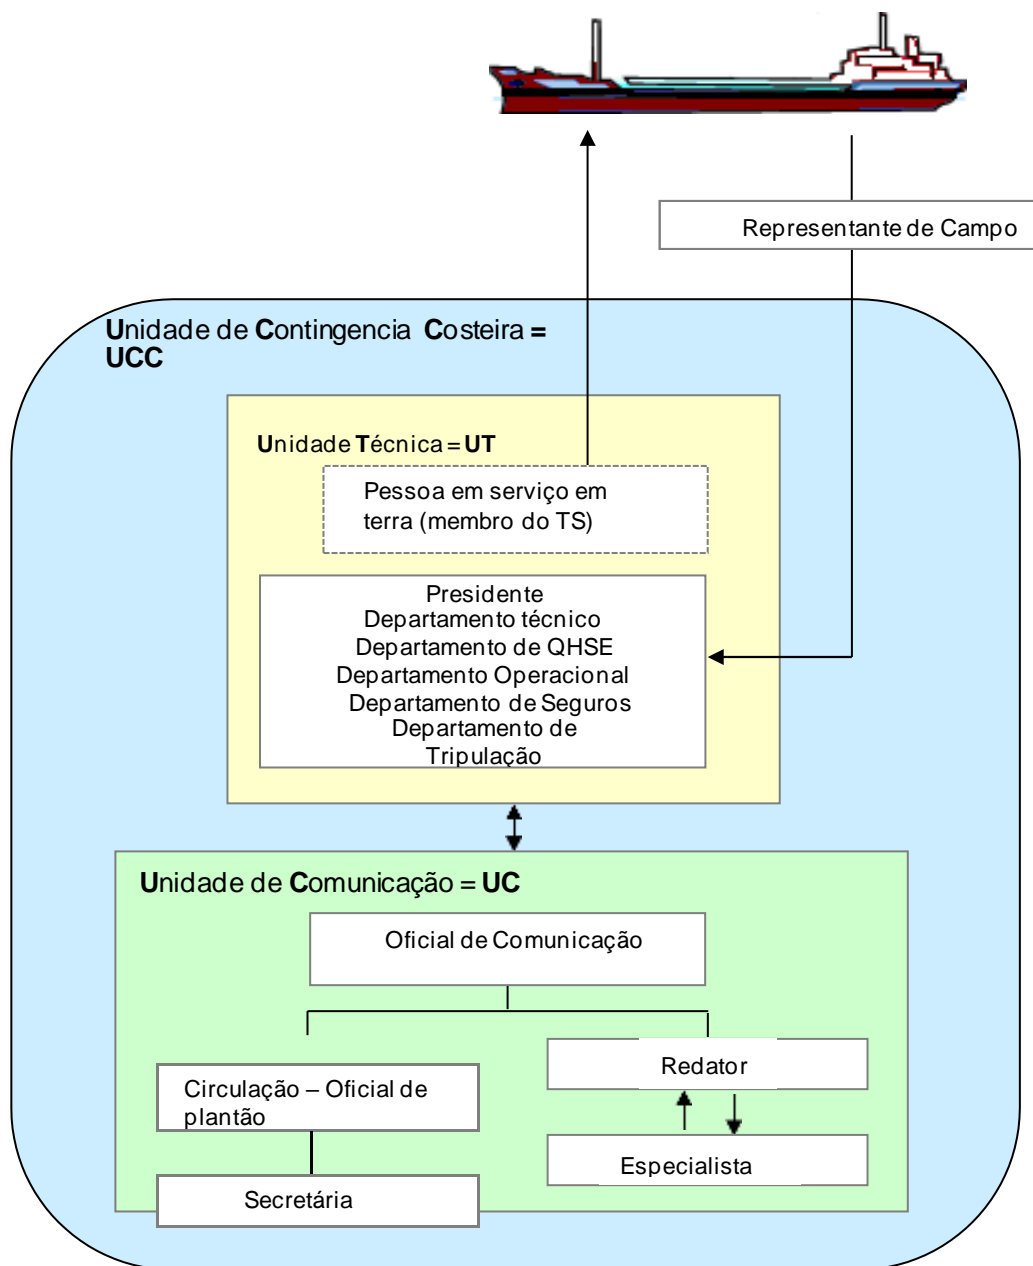 Representante de Campo
Unidade de Contingencia Costeira =
UCC
Unidade Técnica = UT
Pessoa em serviço em
terra (membro do TS)
Presidente
Departamento técnico
Departamento de QHSE
Departamento Operacional
Departamento de Seguros
Departamento de
Tripulação
Unidade de Comunicação = UC
Oficial de Comunicação
Circulação – Oficial de
plantão
Secretária
Redator
Especialista